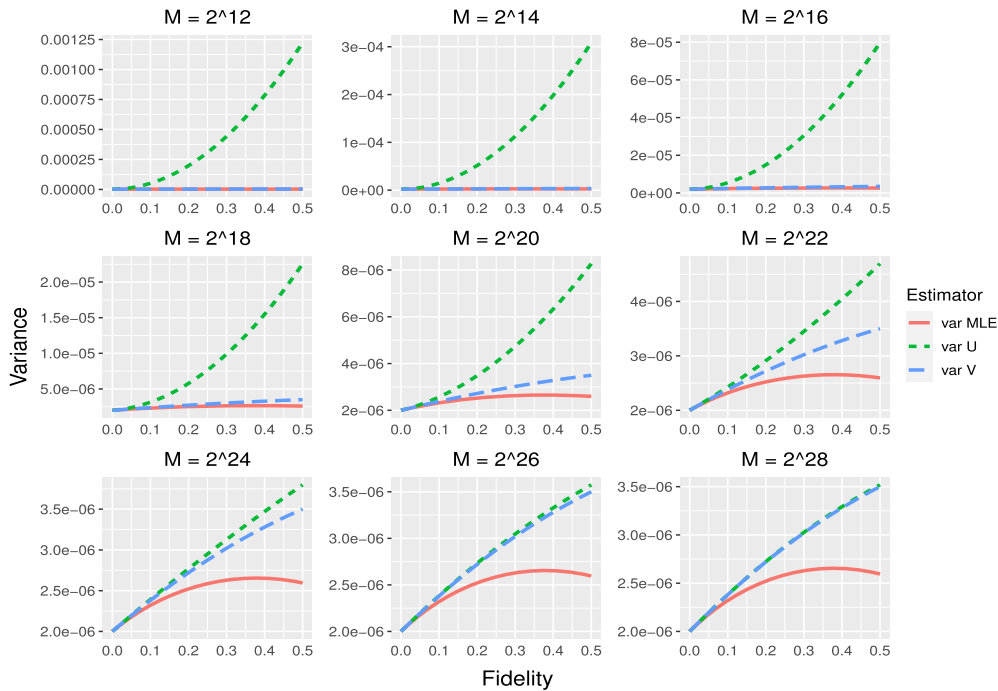 M = 2^12
M = 2^14
M = 2^16
0.00125
0.00100
0.00075
0.00050
0.00025
0.00000
3e−04
2e−04
1e−04
0e+00
8e−05
6e−05
4e−05
2e−05
0e+00
0.0 0.1 0.2 0.3 0.4 0.5
0.0 0.1 0.2 0.3 0.4 0.5
0.0 0.1 0.2 0.3 0.4 0.5
M = 2^18
M = 2^20
M = 2^22
2.0e−05
1.5e−05
1.0e−05
5.0e−06
8e−06
6e−06
4e−06
2e−06
4e−06
3e−06
2e−06
0.0 0.1 0.2 0.3 0.4 0.5
0.0 0.1 0.2 0.3 0.4 0.5
0.0 0.1 0.2 0.3 0.4 0.5
M = 2^24
M = 2^26
M = 2^28
3.5e−06
3.0e−06
2.5e−06
2.0e−06
3.5e−06
3.0e−06
2.5e−06
2.0e−06
3.5e−06
3.0e−06
2.5e−06
2.0e−06
0.0 0.1 0.2 0.3 0.4 0.5
0.0 0.1 0.2 0.3 0.4 0.5
0.0 0.1 0.2 0.3 0.4 0.5
Variance
Fidelity
Estimator
var MLE
var U
var V